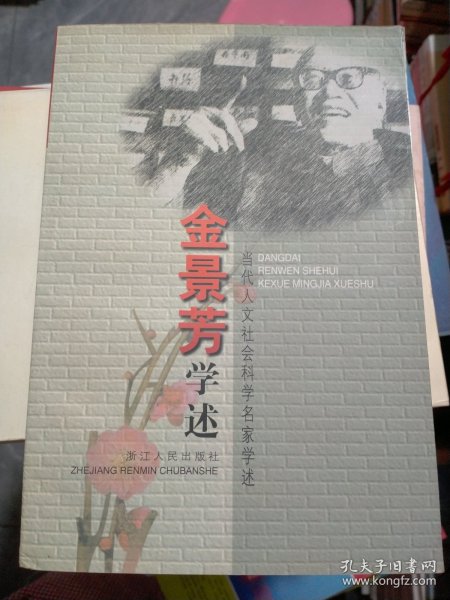 金景芳学述
DANGDAI
RENWEN SHEHUI
KEXUE MINGJIA XUESHU
当代人文社会科学名家学述
浙江人民出版社
ZHEJIANG RENMIN CHUBANSHE
孔夫子旧书网
www.kongfz.com